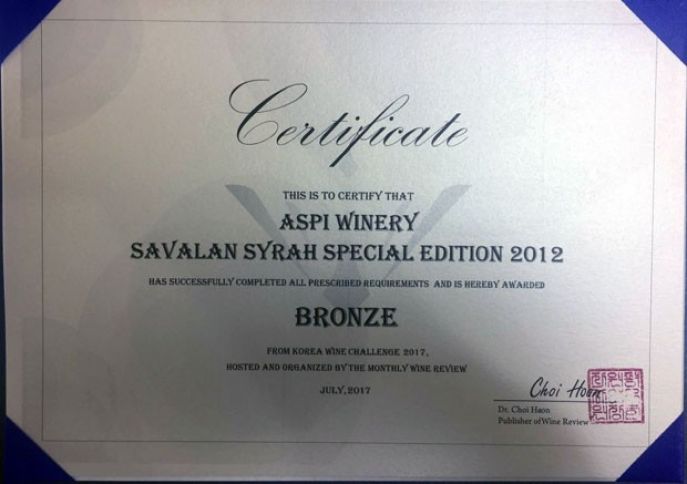 Certificate
THIS IS TO CERTIFY THAT
ASPI WINERY
SAVALAN SYRAH SPECIAL EDITION 2012
HAS SUCCESSFULLY COMPLETED ALL PRESCRIBED REQUIREMENTS AND IS HEREBY AWARDED
BRONZE
FROM KOREA WINE CHALLENGE 2017,
HOSTED AND ORGANIZED BY THE MONTHLY WINE REVIEW
JULY, 2017
Choi Haon
Dr. Choi Haon
Publisher of Wine Review